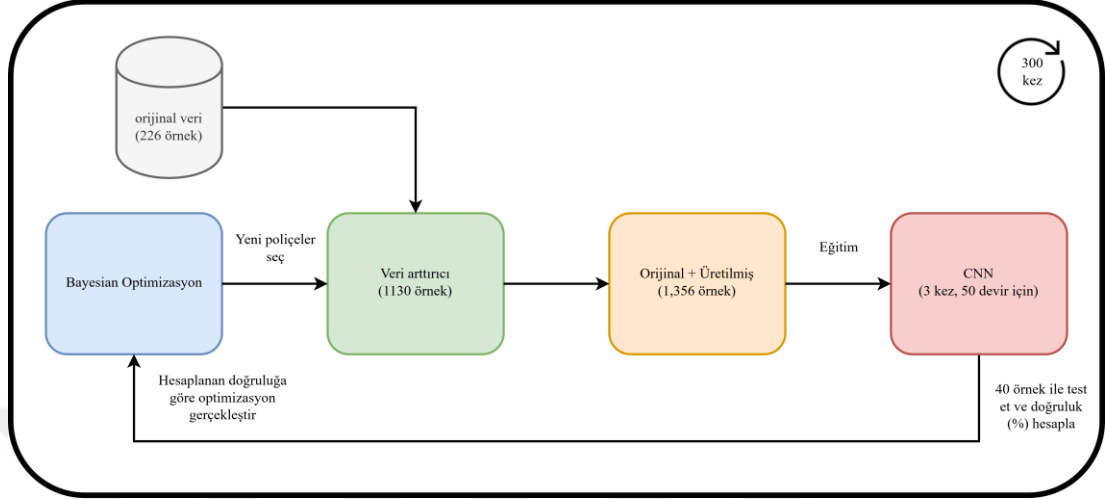 300
kez
orijinal veri
(226 örnek)
Bayesian Optimizasyon
Yeni poliçeler
seç
Veri arttırıcı
(1130 örnek)
Orijinal + Üretilmiş
(1,356 örnek)
Eğitim
CNN
(3 kez, 50 devir için)
Hesaplanan doğruluğa
göre optimizasyon
gerçekleştir
40 örnek ile test
et ve doğruluk
(%) hesapla